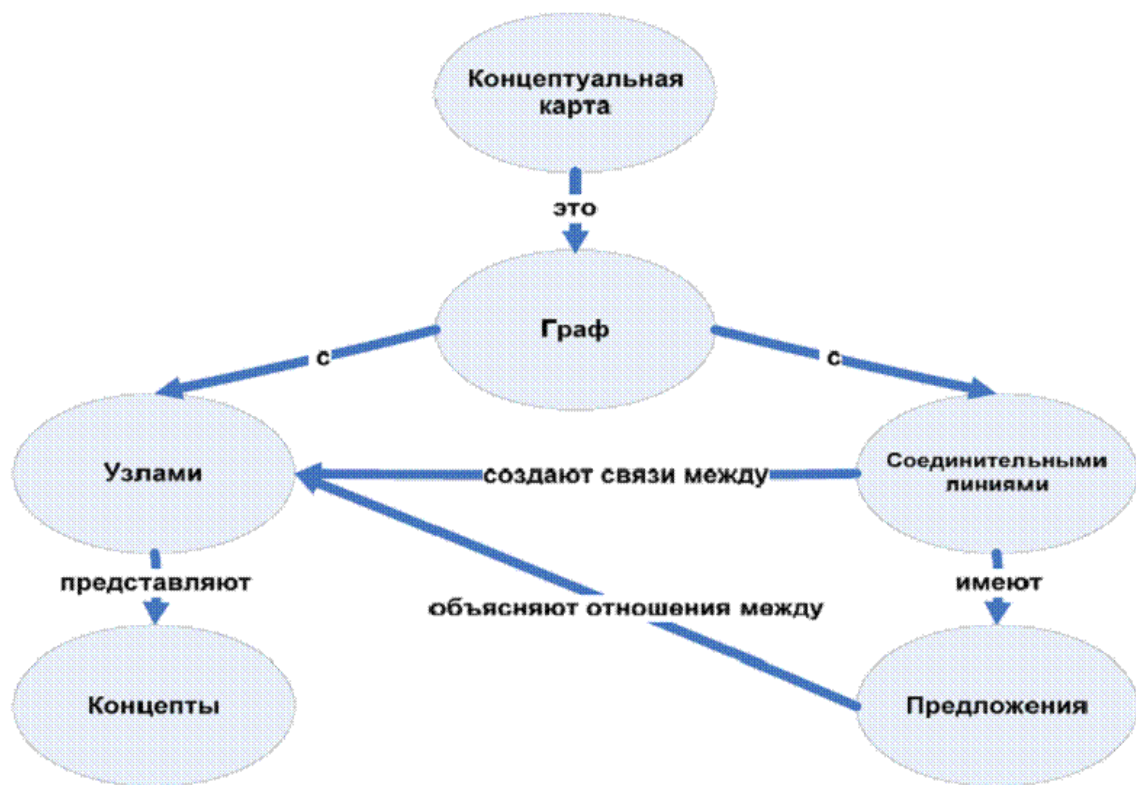 Концептуальная
карта
это
Граф
с
с
Узлами
создают связи между
Соединительными
линиями
представляют
объясняют отношения между
имеют
Концепты
Предложения